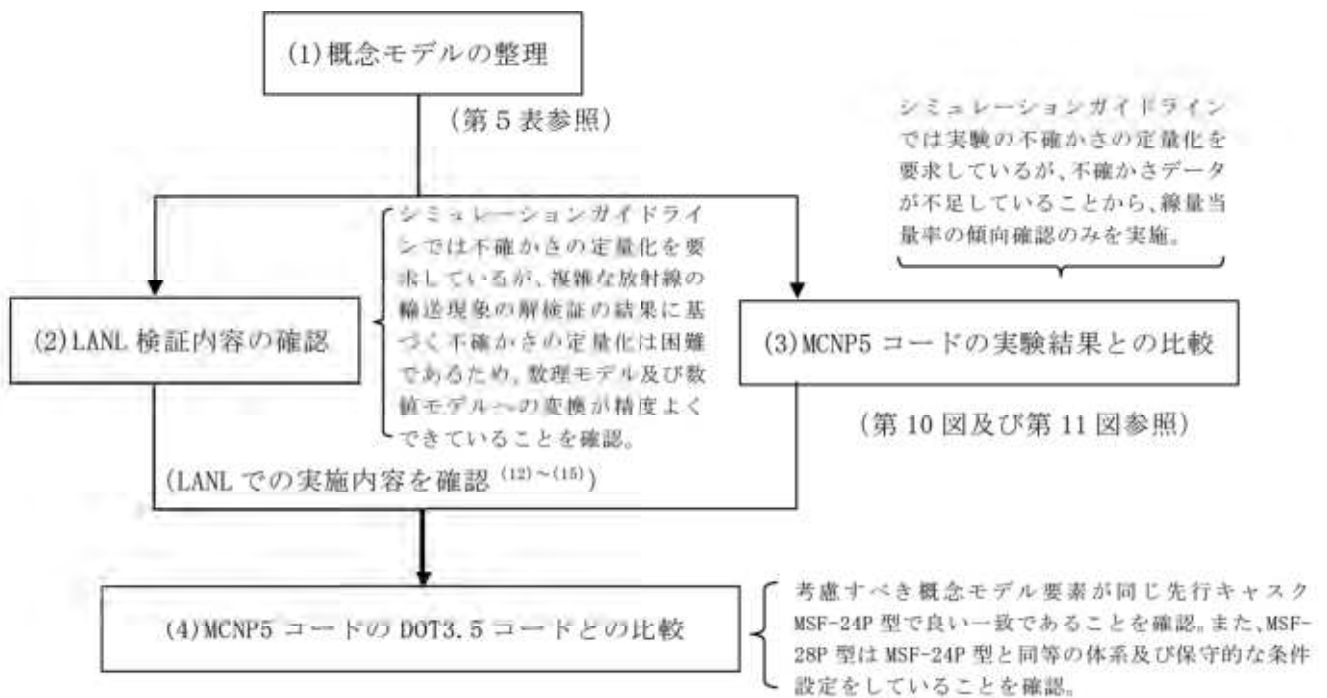 (1)概念モデルの整理
(第5表参照)
シミュレーションガイドライン
では実験の不確かさの定量化を
要求しているが、不確かさデータ
が不足していることから、線量当
量率の傾向確認のみを実施。
シミュレーションガイドライ
ンでは不確かさの定量化を要
求しているが、複雑な放射線の
輸送現象の解検証の結果に基
づく不確かさの定量化は困難
であるため、数理モデル及び数
値モデルへの変換が精度よく
できていることを確認。
(2)LANL 検証内容の確認
(3)MCNP5 コードの実験結果との比較
(第 10 図及び第 11 図参照)
(LANL での実施内容を確認 (12)~(15))
(4)MCNP5 コードの DOT3.5 コードとの比較
考慮すべき概念モデル要素が同じ先行キャスク
MSF-24P 型で良い一致であることを確認。また、MSF-
28P 型は MSF-24P 型と同等の体系及び保守的な条件
設定をしていることを確認。